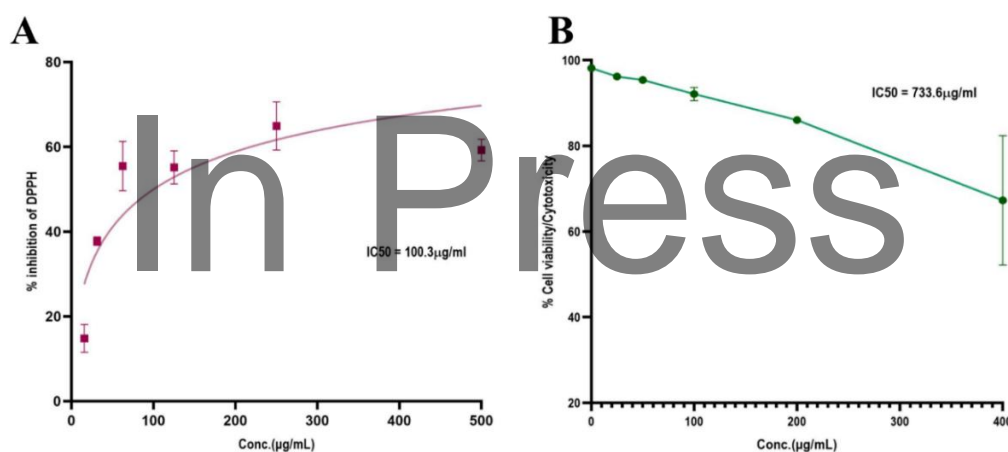 A
% inhibition of DPPH
80
60
40
20
0
IC50 = 100.3µg/ml
0 100 200 300 400 500
Conc.(µg/mL)
B
% Cell viability/Cytotoxicity
100
80
60
40
20
IC50 = 733.6µg/ml
0 100 200 300 400
Conc.(µg/mL)
In Press